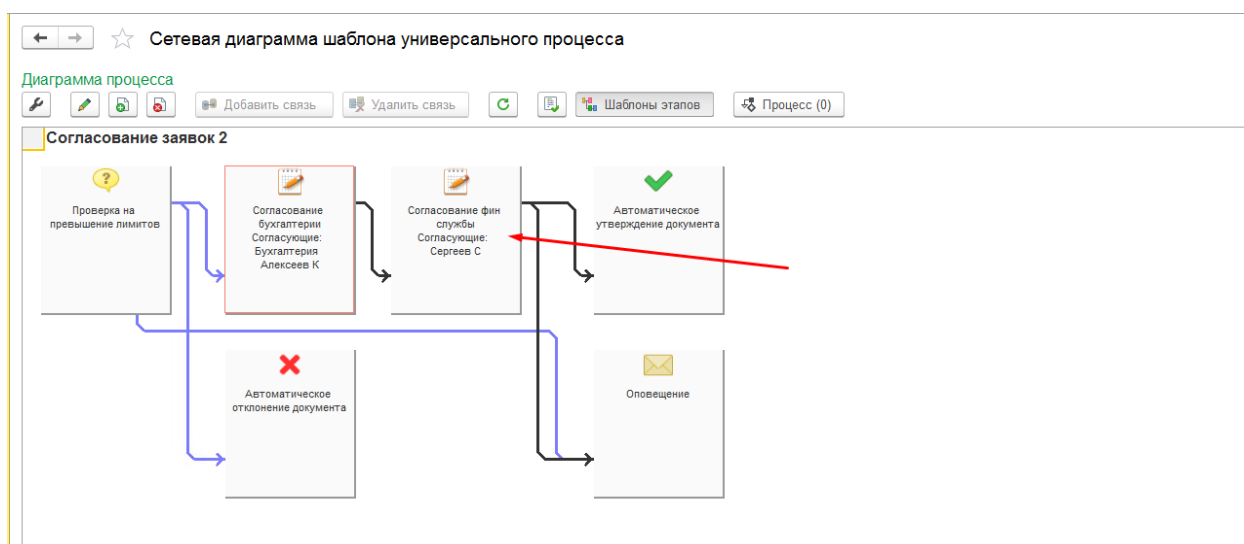 Сетевая диаграмма шаблона универсального процесса
Диаграмма процесса
Добавить связь Удалить связь Шаблоны этапов Процесс (0)
Согласование заявок 2
Проверка на
превышение лимитов
Согласование
бухгалтерии
Согласующие:
Бухгалтерия
Алексеев К
Согласование фин
службы
Согласующие:
Сергеев С
Автоматическое
утверждение документа
Автоматическое
отклонение документа
Оповещение